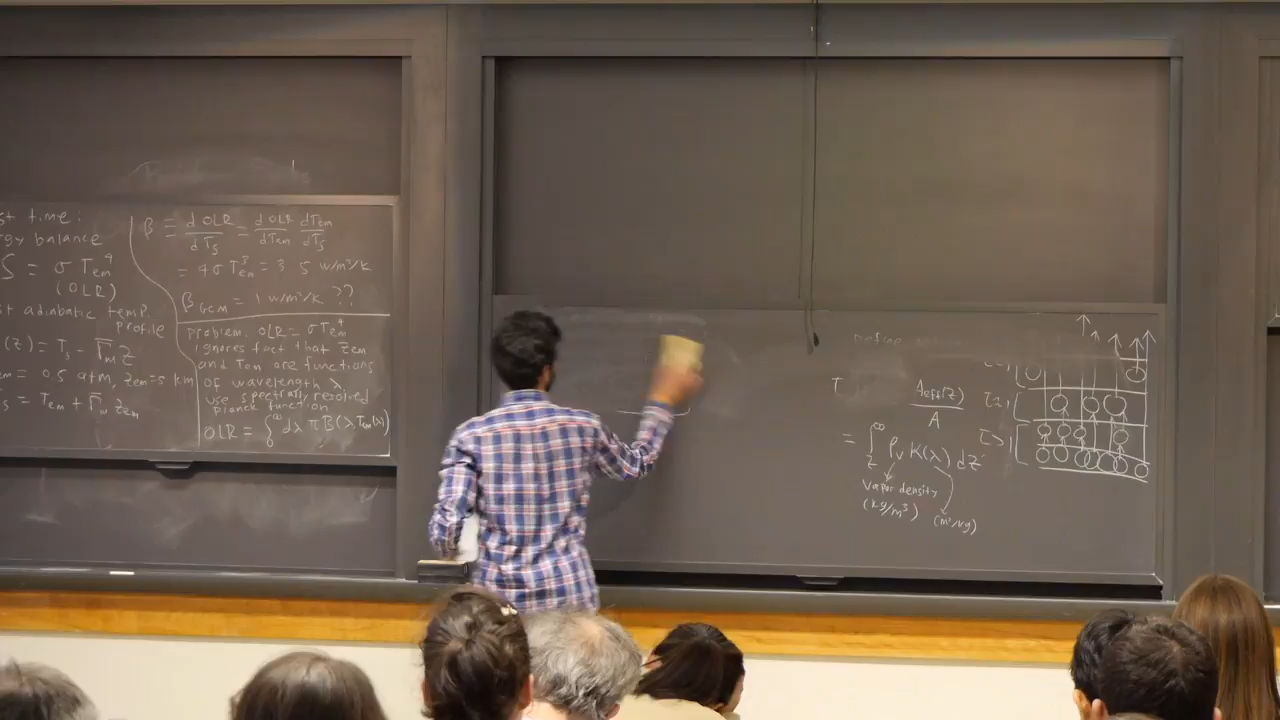 st time:
gy balance
S = σ Tem⁴
(OLR)
st adiabatic temp.
profile
(z) = Ts - Γm z
em = 0.5 atm, zem=5 km
s = Tem + Γm zem
β ≡ dOLR/dTs = dOLR/dTem dTem/dTs
= 4σTem³ = 3.5 W/m²/K
βGCM = 1 W/m²/K ??
Problem. OLR = σTem⁴
ignores fact that zem
and Tem are functions
of wavelength λ
use spectrally resolved
Planck function
OLR = ∫₀^∞ dλ πB(λ,Tem(λ))
Define
Aeff(z)/A
= ∫z^∞ ρv K(λ) dz'
Vapor density
(kg/m³)
(m²/kg)